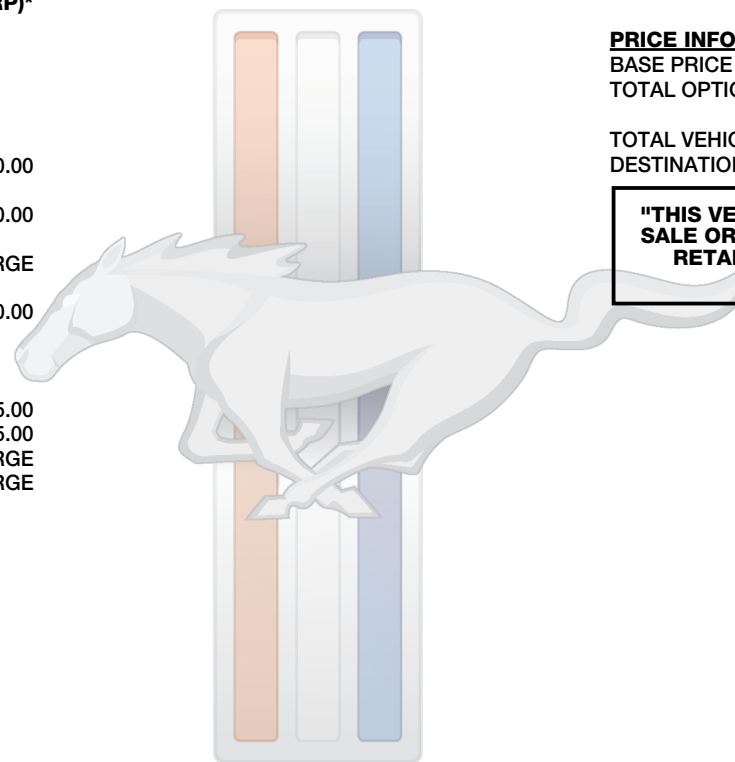 RP)*
0.00
0.00
RGE
0.00
5.00
5.00
RGE
RGE
PRICE INFO
BASE PRICE
TOTAL OPTIO
TOTAL VEHIC
DESTINATION
"THIS VE
SALE OR
RETAI